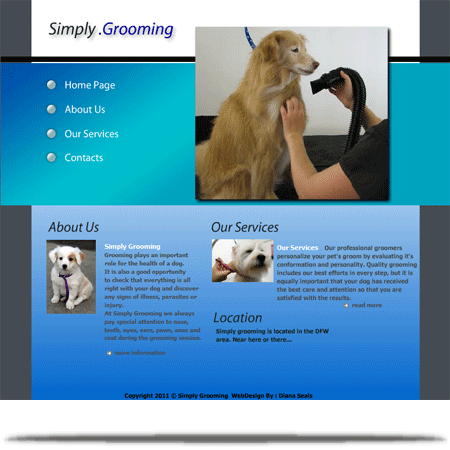 Simply .Grooming
Home Page
About Us
Our Services
Contacts
About Us
Simply Grooming
Grooming plays an important
role for the health of a dog.
It is also a good opportunity
to check that everything is all
right with your dog and discover
any signs of illness, parasites or
injury.
At Simply Grooming we always
pay special attention to nose,
teeth, eyes, ears, paws, anus and
coat during the grooming session.
more information
Our Services
Our Services Our professional groomers
personalize your pet's groom by evaluating it's
conformation and personality. Quality grooming
includes our best efforts in every step, but it is
equally important that your dog has received
the best care and attention so that you are
satisfied with the results.
read more
Location
Simply grooming is located in the DFW
area. Near here or there...
Copyright 2011 © Simply Grooming WebDesign By : Diana Seals